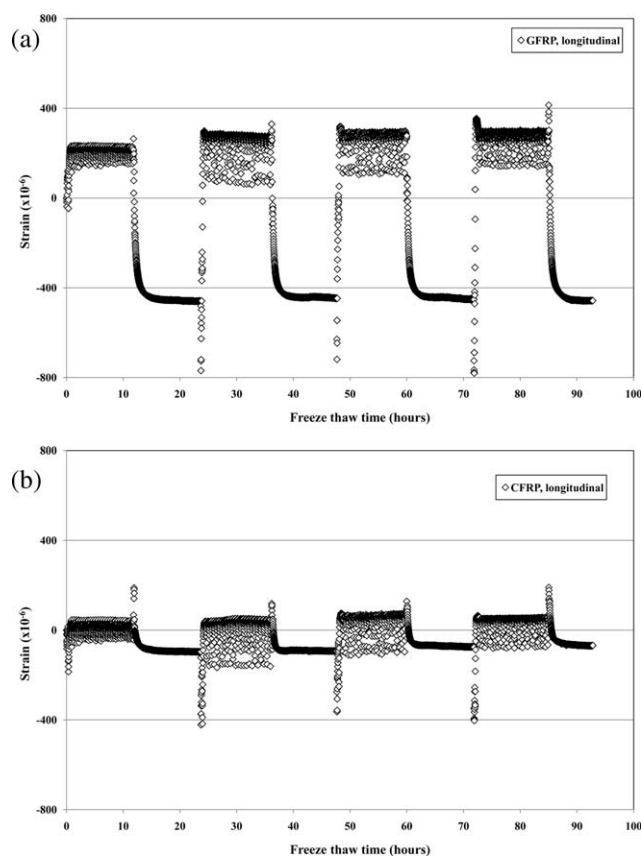 (a)
800
GFRP, longitudinal
400
Strain (x10⁻⁶)
0
-400
-800
0 10 20 30 40 50 60 70 80 90 100
Freeze thaw time (hours)
(b)
800
CFRP, longitudinal
400
Strain (x10⁻⁶)
0
-400
-800
0 10 20 30 40 50 60 70 80 90 100
Freeze thaw time (hours)